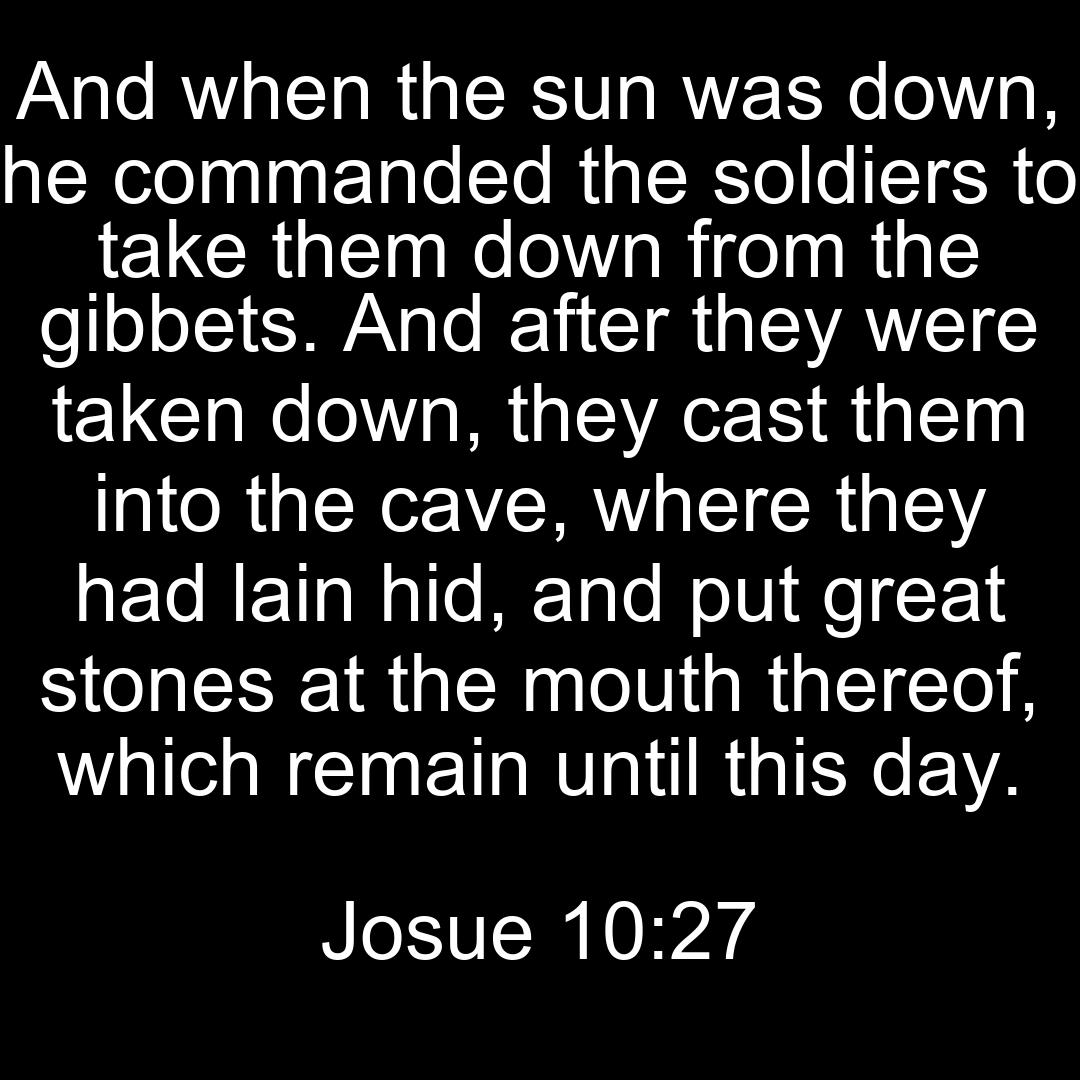 And when the sun was down,
he commanded the soldiers to
take them down from the
gibbets. And after they were
taken down, they cast them
into the cave, where they
had lain hid, and put great
stones at the mouth thereof,
which remain until this day.
Josue 10:27